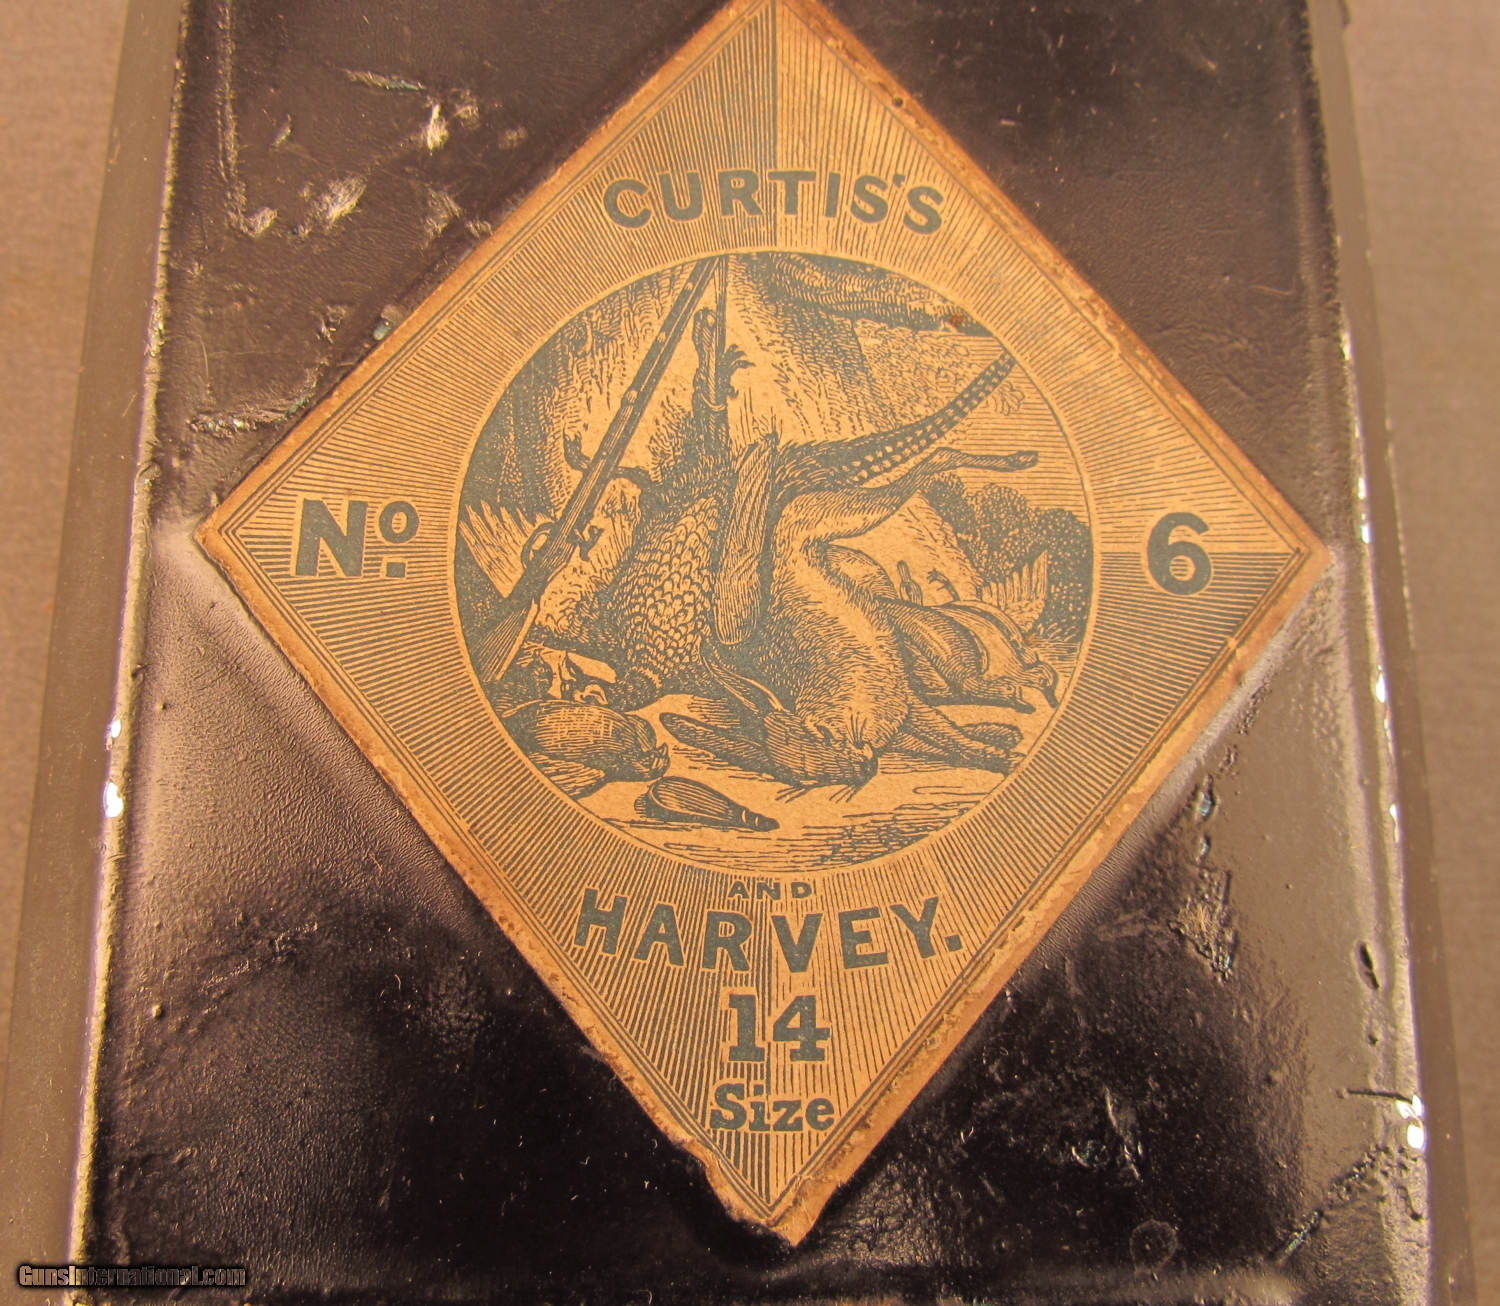 CURTIS'S
No. 6
AND
HARVEY.
14
Size
GunsInternational.com